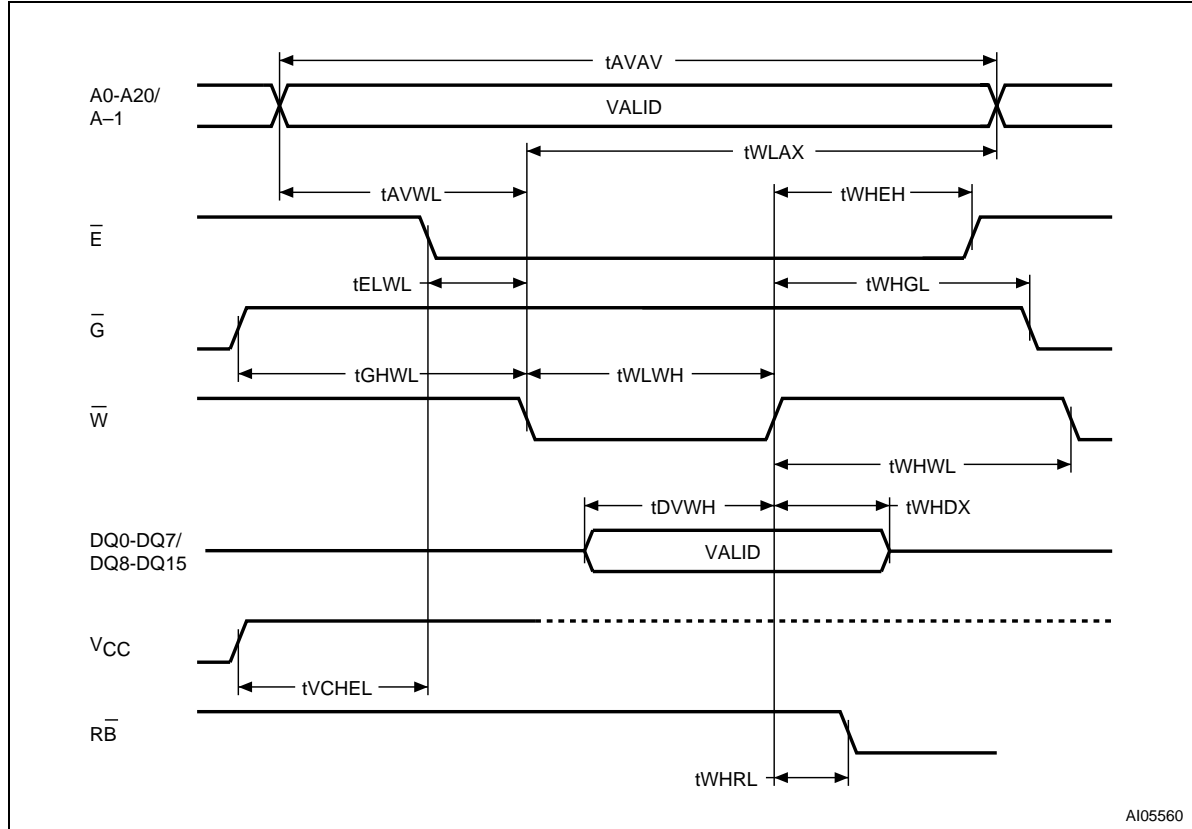 tAVAV
A0-A20/
A–1
VALID
tWLAX
tAVWL
tWHEH
E̅
tELWL
tWHGL
G̅
tGHWL
tWLWH
W̅
tWHWL
tDVWH
tWHDX
DQ0-DQ7/
DQ8-DQ15
VALID
VCC
tVCHEL
RB̅
tWHRL
AI05560